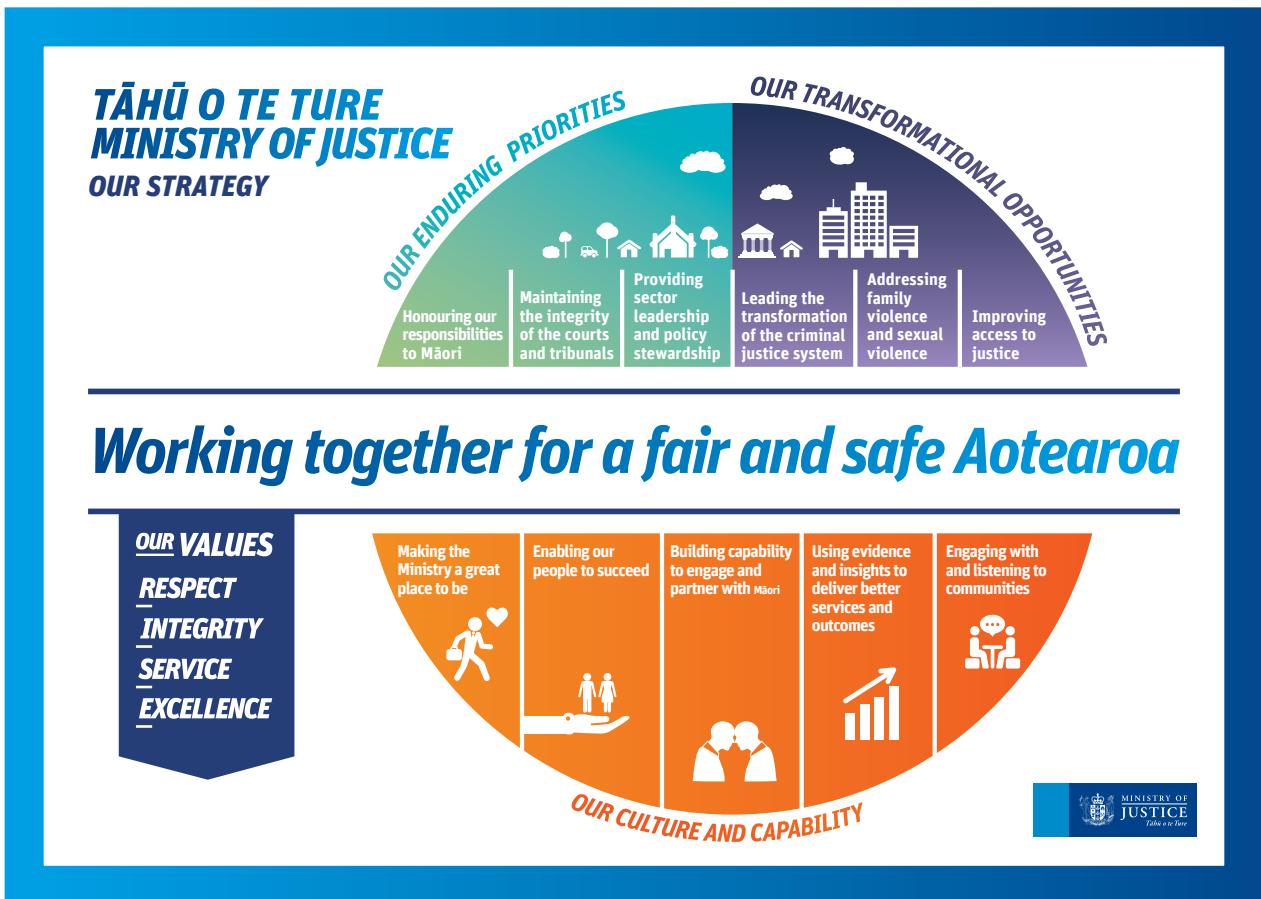 TĀHŪ O TE TURE
MINISTRY OF JUSTICE
OUR STRATEGY
OUR ENDURING PRIORITIES
OUR TRANSFORMATIONAL OPPORTUNITIES
Honouring our
responsibilities
to Māori
Maintaining
the integrity
of the courts
and tribunals
Providing
sector
leadership
and policy
stewardship
Leading the
transformation
of the criminal
justice system
Addressing
family
violence
and sexual
violence
Improving
access to
justice
Working together for a fair and safe Aotearoa
OUR VALUES
RESPECT
INTEGRITY
SERVICE
EXCELLENCE
Making the
Ministry a great
place to be
Enabling our
people to succeed
Building capability
to engage and
partner with Māori
Using evidence
and insights to
deliver better
services and
outcomes
Engaging with
and listening to
communities
OUR CULTURE AND CAPABILITY
MINISTRY OF
JUSTICE
Tāhū o te Ture